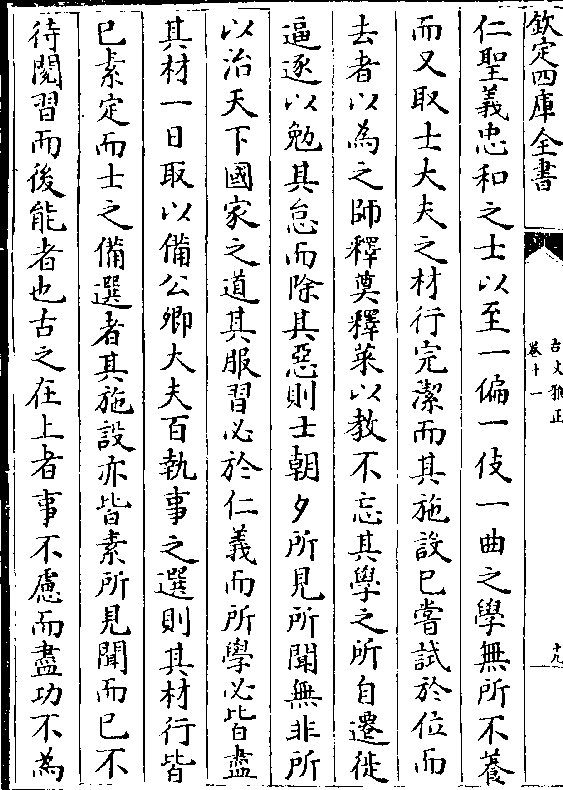 欽定四庫全書
古文雅正
卷十一
十九
仁聖義忠和之士以至一偏一伎一曲之學無所不養
而又取士大夫之材行完潔而其施設已嘗試於位而
去者以為之師釋奠釋菜以教不忘其學之所自遷徙
逼逐以勉其怠而除其惡則士朝夕所見所聞無非所
以治天下國家之道其服習必於仁義而所學必皆盡
其材一日取以備公卿大夫百執事之選則其材行皆
已素定而士之備選者其施設亦皆素所見聞而已不
待閱習而後能者也古之在上者事不慮而盡功不為